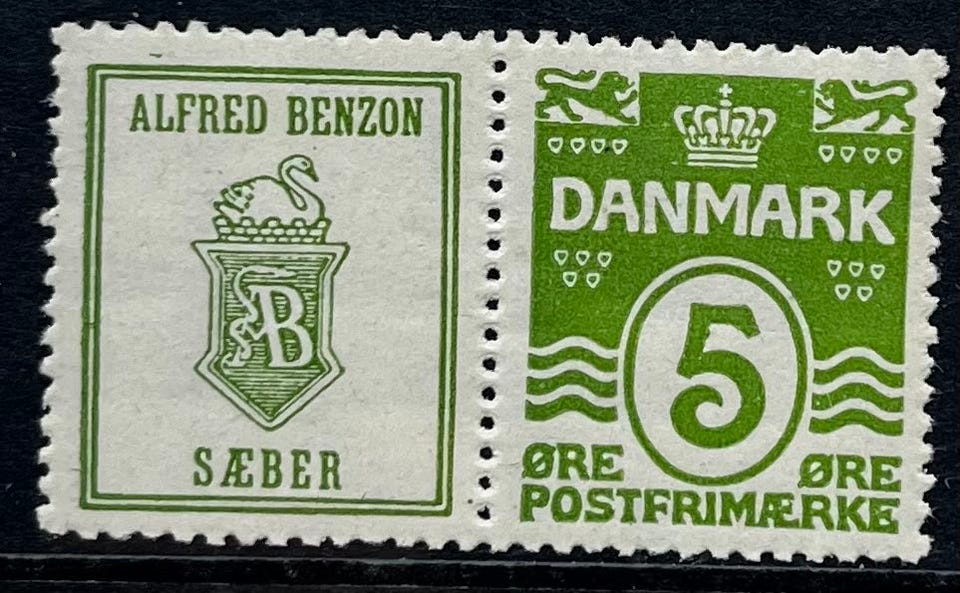 ALFRED BENZON
B
SÆBER
DANMARK
5
ØRE ØRE
POSTFRIMÆRKE